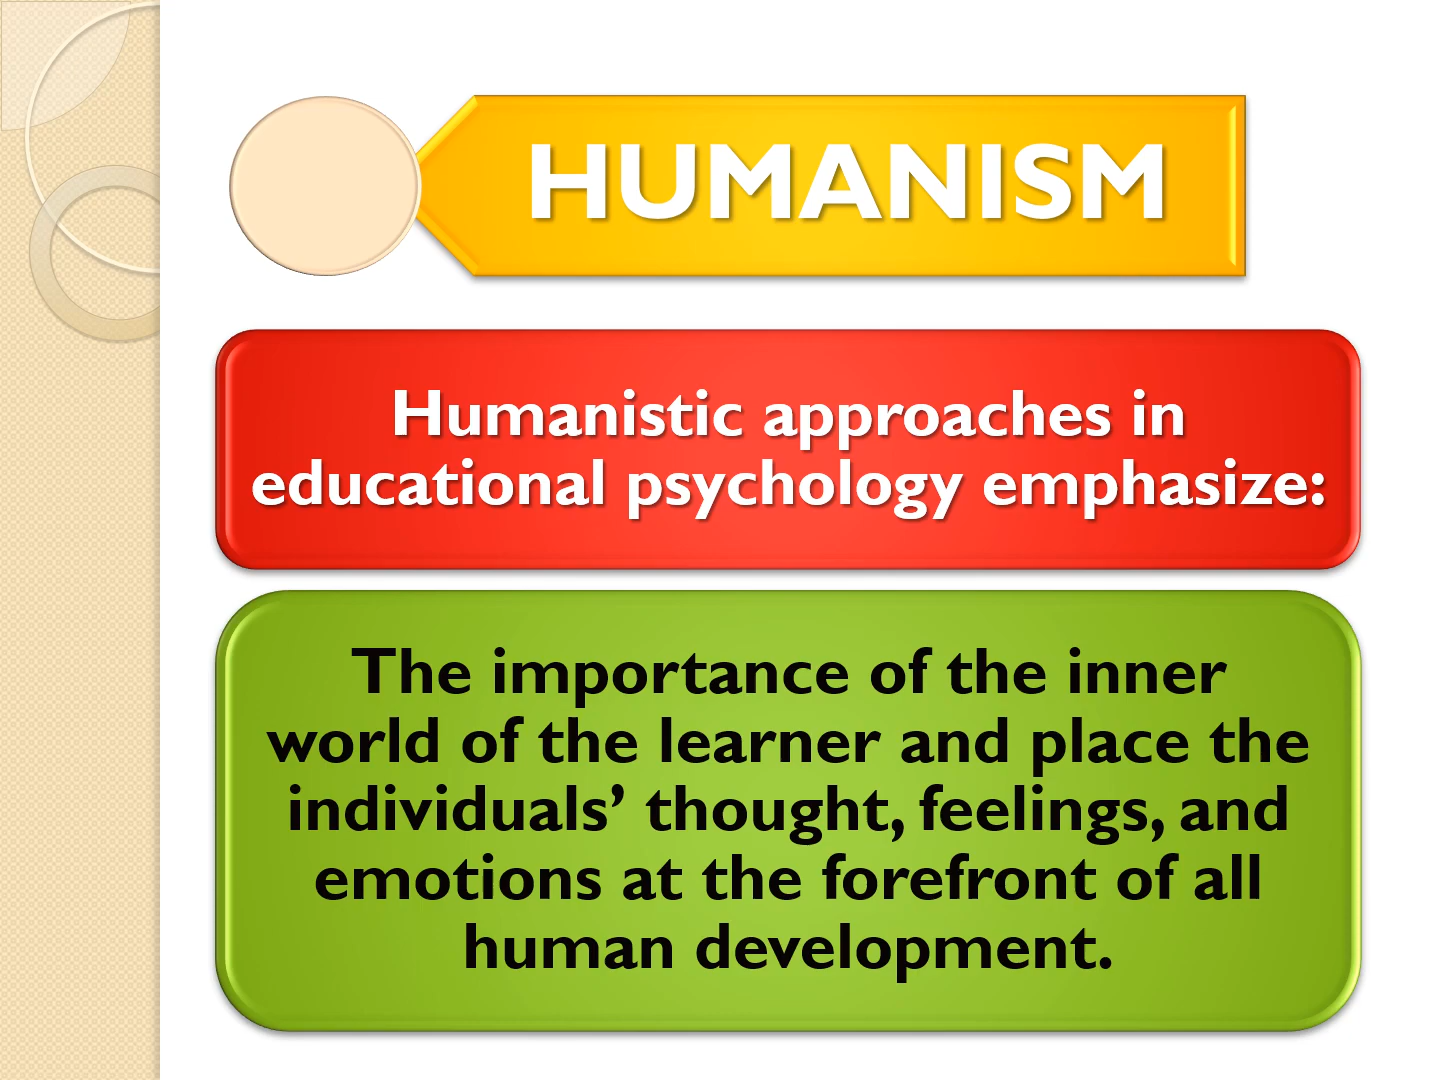 HUMANISM
Humanistic approaches in
educational psychology emphasize:
The importance of the inner
world of the learner and place the
individuals’ thought, feelings, and
emotions at the forefront of all
human development.